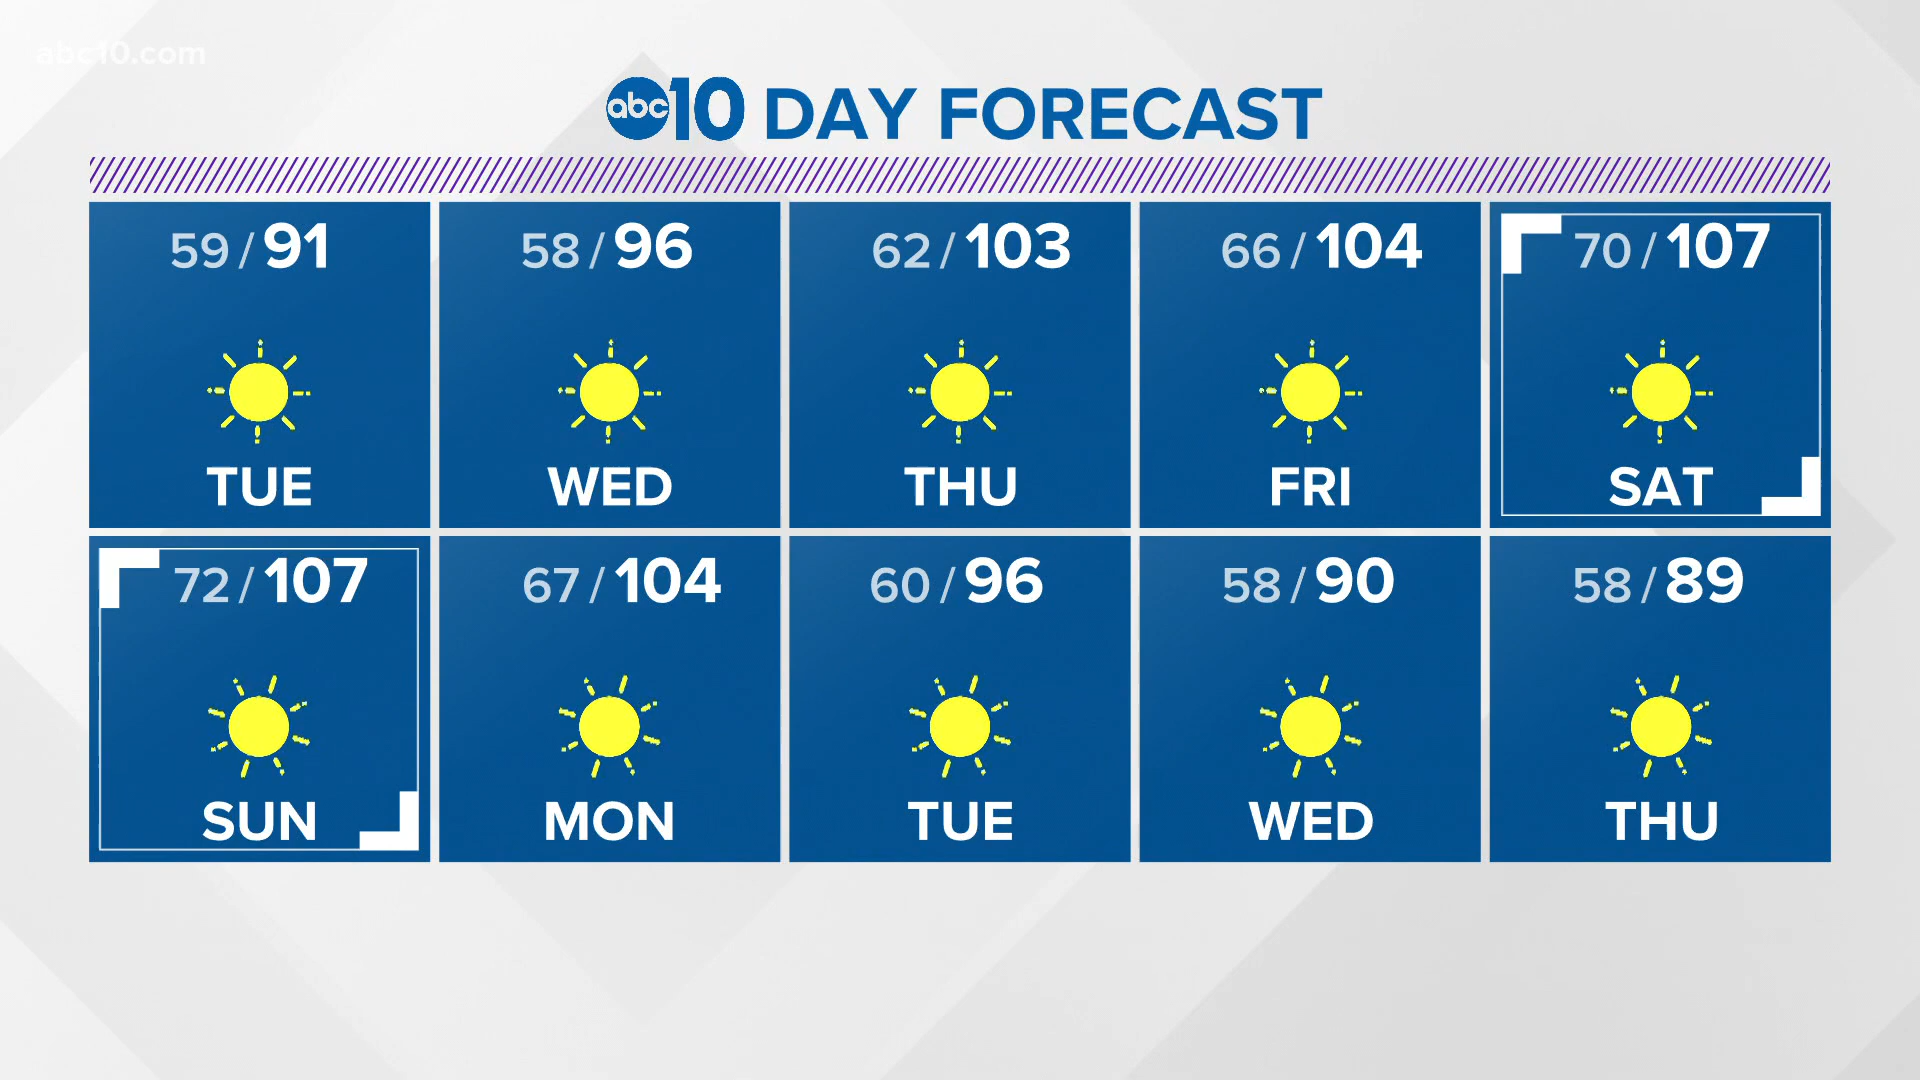 abc10.com
abc10 DAY FORECAST
59/91 58/96 62/103 66/104 70/107
TUE WED THU FRI SAT
72/107 67/104 60/96 58/90 58/89
SUN MON TUE WED THU